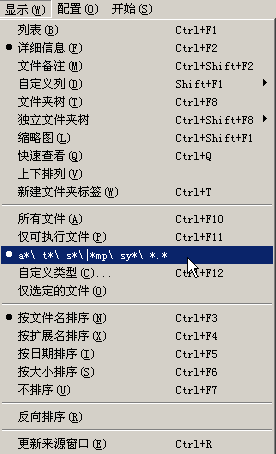 显示(W) 配置(O) 开始(S)
列表(B) Ctrl+F1
详细信息(F) Ctrl+F2
文件备注(M) Ctrl+Shift+F2
自定义列(D) Shift+F1
文件夹树(T) Ctrl+F8
独立文件夹树 Ctrl+Shift+F8
缩略图(L) Ctrl+Shift+F1
快速查看(Q) Ctrl+Q
上下排列(V)
新建文件夹标签(W) Ctrl+T
所有文件(A) Ctrl+F10
仅可执行文件(P) Ctrl+F11
a*\ t*\ s*\|*mp\ sy*\ *.*
自定义类型(C)... Ctrl+F12
仅选定的文件(O)
按文件名排序(N) Ctrl+F3
按扩展名排序(X) Ctrl+F4
按日期排序(I) Ctrl+F5
按大小排序(S) Ctrl+F6
不排序(U) Ctrl+F7
反向排序(R)
更新来源窗口(E) Ctrl+R